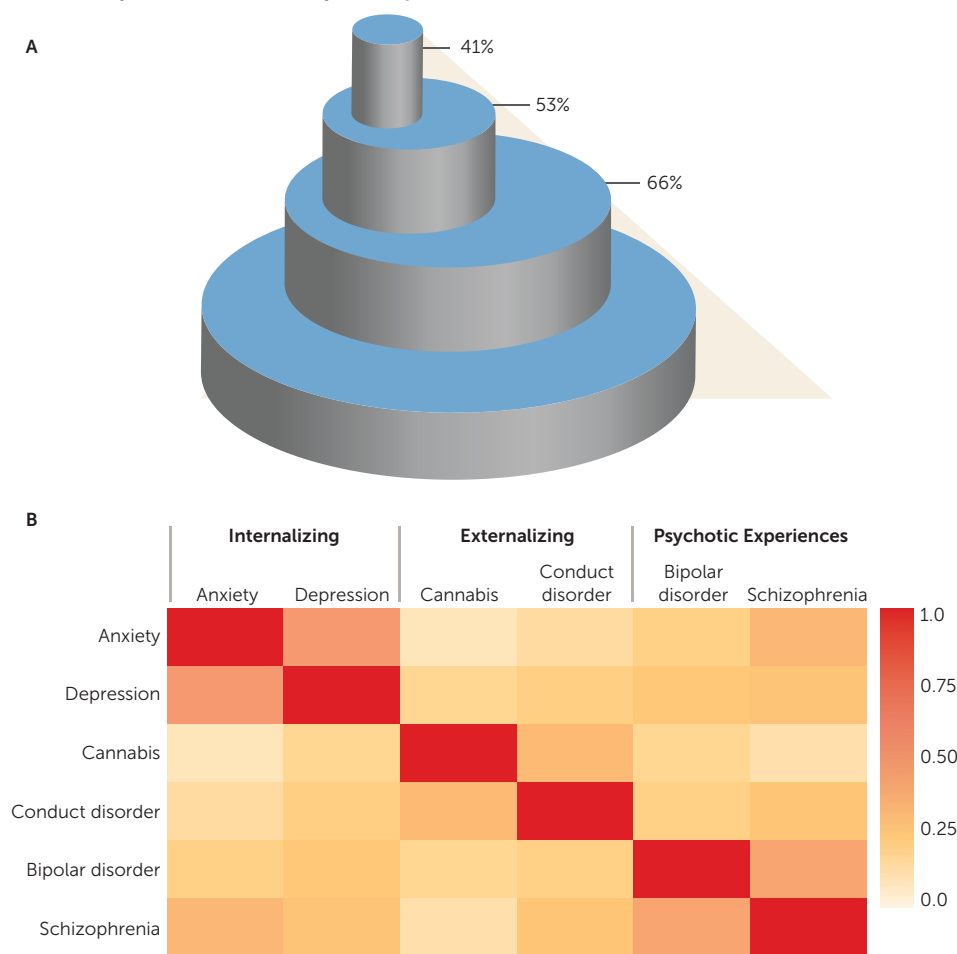 A
41%
53%
66%
B
Internalizing
Externalizing
Psychotic Experiences
Anxiety
Depression
Cannabis
Conduct
disorder
Bipolar
disorder
Schizophrenia
Anxiety
Depression
Cannabis
Conduct disorder
Bipolar disorder
Schizophrenia
1.0
0.75
0.50
0.25
0.0